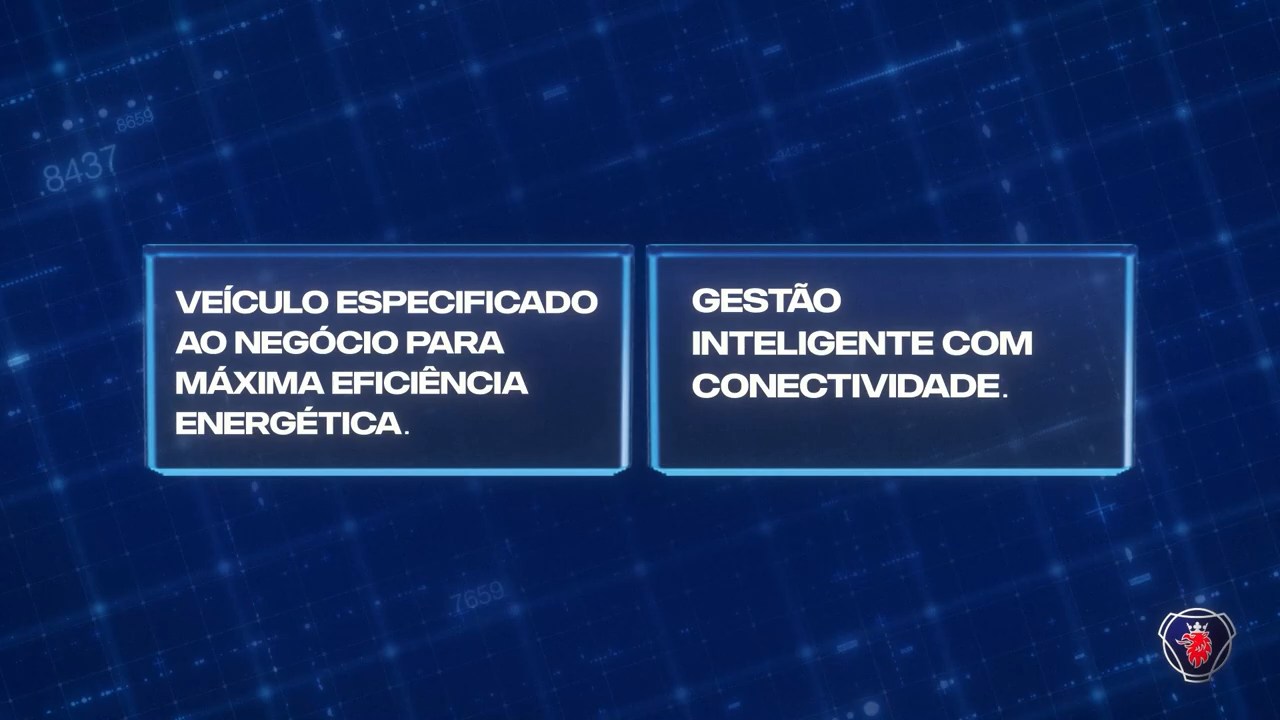 .8659
.8437
VEÍCULO ESPECIFICADO
AO NEGÓCIO PARA
MÁXIMA EFICIÊNCIA
ENERGÉTICA.
GESTÃO
INTELIGENTE COM
CONECTIVIDADE.
.7659